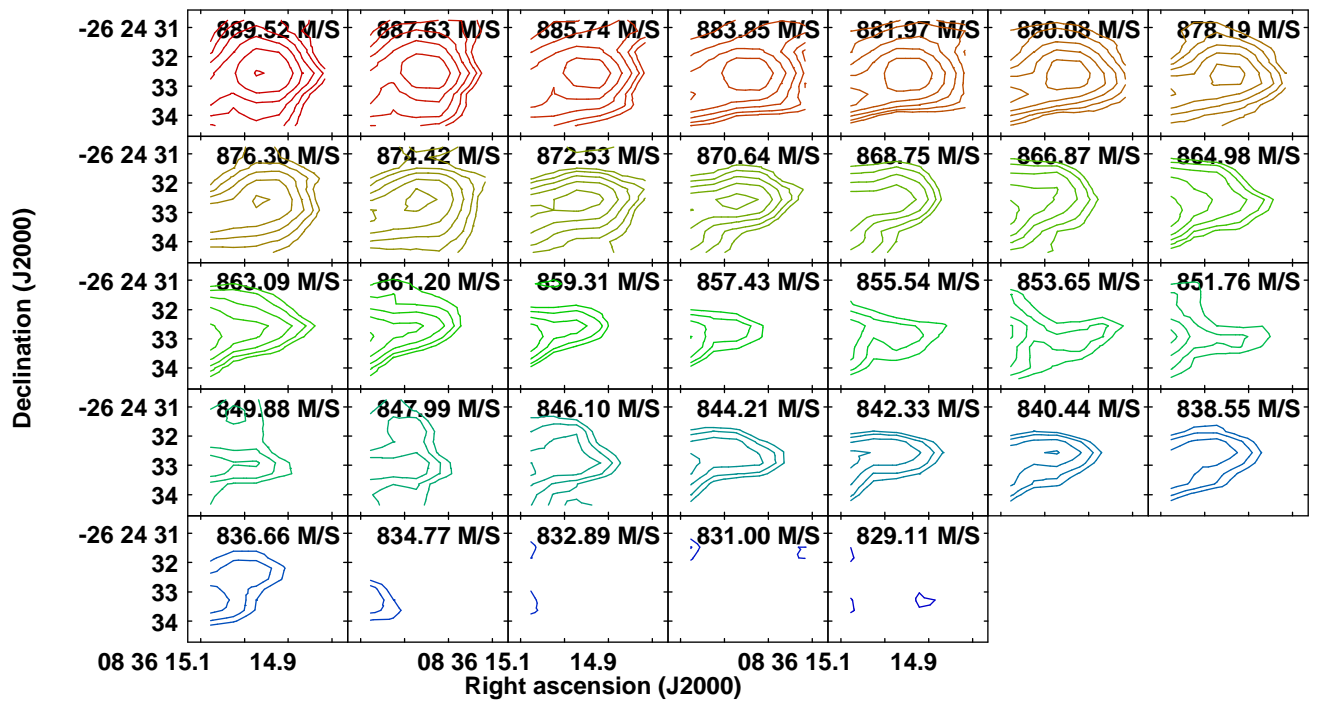 Declination (J2000)
-26 24 31
32
33
34
889.52 M/S 887.63 M/S 885.74 M/S 883.85 M/S 881.97 M/S 880.08 M/S 878.19 M/S
-26 24 31
32
33
34
876.30 M/S 874.42 M/S 872.53 M/S 870.64 M/S 868.75 M/S 866.87 M/S 864.98 M/S
-26 24 31
32
33
34
863.09 M/S 861.20 M/S 859.31 M/S 857.43 M/S 855.54 M/S 853.65 M/S 851.76 M/S
-26 24 31
32
33
34
849.88 M/S 847.99 M/S 846.10 M/S 844.21 M/S 842.33 M/S 840.44 M/S 838.55 M/S
-26 24 31
32
33
34
836.66 M/S 834.77 M/S 832.89 M/S 831.00 M/S 829.11 M/S
08 36 15.1 14.9 08 36 15.1 14.9 08 36 15.1 14.9
Right ascension (J2000)